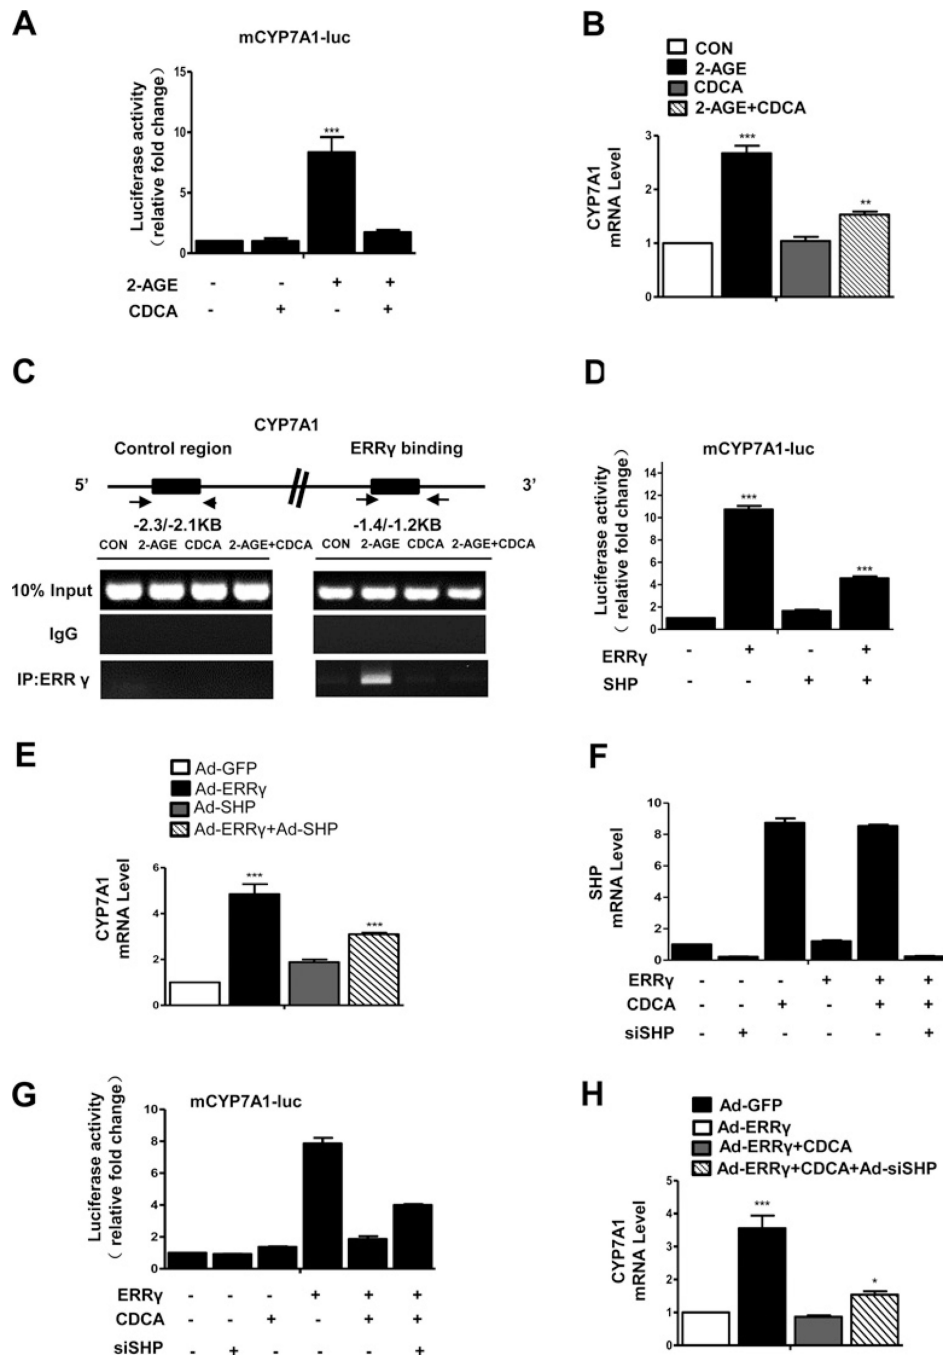 A
mCYP7A1-luc
Luciferase activity
( relative fold change)
15
10
5
0
2-AGE - - + +
CDCA - + - +
***
B
CON
2-AGE
CDCA
2-AGE+CDCA
CYP7A1
mRNA Level
3
2
1
0
***
**
C
CYP7A1
Control region ERRγ binding
5’ 3’
-2.3/-2.1KB -1.4/-1.2KB
CON 2-AGE CDCA 2-AGE+CDCA CON 2-AGE CDCA 2-AGE+CDCA
10% Input
IgG
IP:ERR γ
D
mCYP7A1-luc
Luciferase activity
( relative fold change)
14
12
10
8
6
4
2
0
***
***
ERRγ - + - +
SHP - - + +
E
Ad-GFP
Ad-ERRγ
Ad-SHP
Ad-ERRγ+Ad-SHP
CYP7A1
mRNA Level
6
4
2
0
***
***
F
SHP
mRNA Level
10
8
6
4
2
0
ERRγ - - - + + +
CDCA - - + - + +
siSHP - + - - - +
G
mCYP7A1-luc
Luciferase activity
( relative fold change)
10
8
6
4
2
0
ERRγ - - - + + +
CDCA - - + - + +
siSHP - + - - - +
H
Ad-GFP
Ad-ERRγ
Ad-ERRγ+CDCA
Ad-ERRγ+CDCA+Ad-siSHP
CYP7A1
mRNA Level
5
4
3
2
1
0
***
*